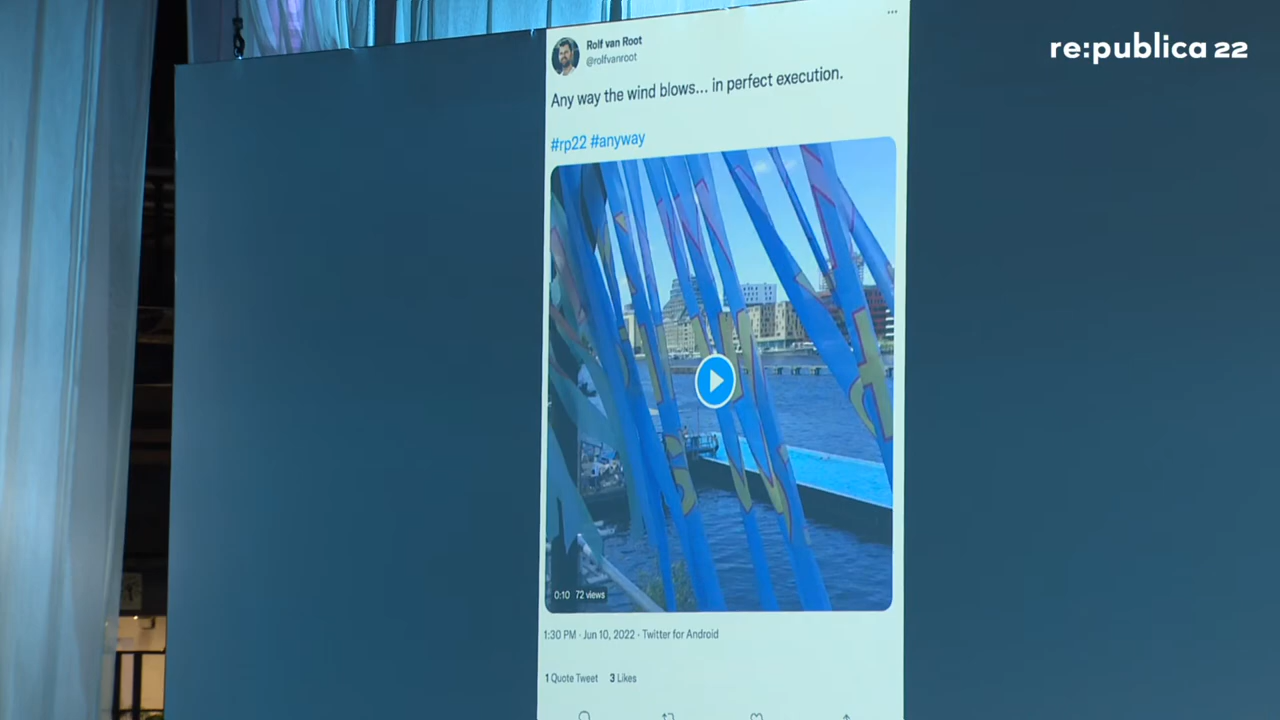 re:publica 22
Rolf van Root
@rolfvanroot
Any way the wind blows... in perfect execution.
#rp22 #anyway
0:10 72 views
1:30 PM · Jun 10, 2022 · Twitter for Android
1 Quote Tweet 3 Likes